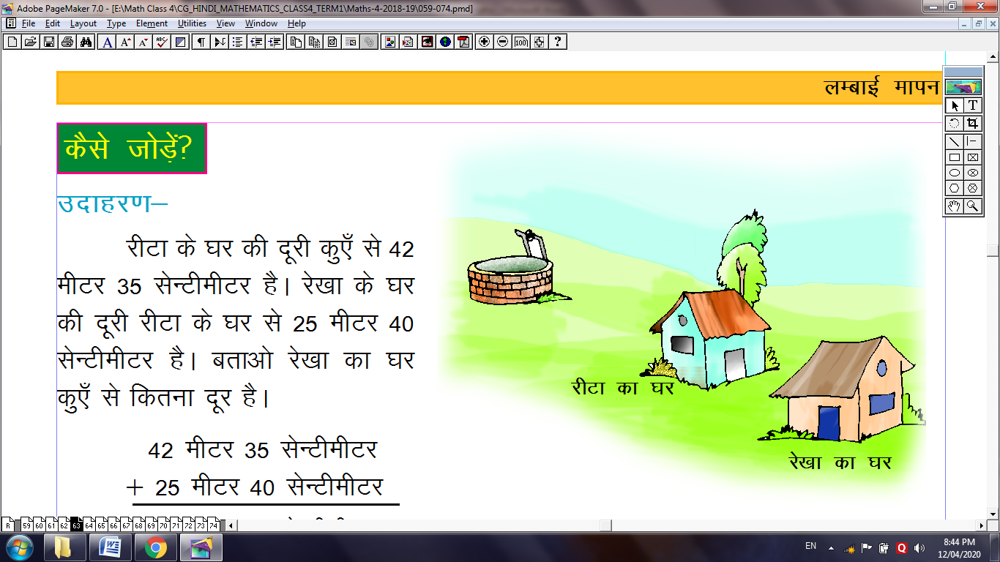 Adobe PageMaker 7.0 - [E:\Math Class 4\CG_HINDI_MATHEMATICS_CLASS4_TERM1\Maths-4-2018-19\059-074.pmd]
File Edit Layout Type Element Utilities View Window Help
लम्बाई मापन
कैसे जोड़ें?
उदाहरण–
रीटा के घर की दूरी कुएँ से 42
मीटर 35 सेन्टीमीटर है। रेखा के घर
की दूरी रीटा के घर से 25 मीटर 40
सेन्टीमीटर है। बताओ रेखा का घर
कुएँ से कितना दूर है।
42 मीटर 35 सेन्टीमीटर
+ 25 मीटर 40 सेन्टीमीटर
रीटा का घर
रेखा का घर
R 59 60 61 62 63 64 65 66 67 68 69 70 71 72 73 74
EN
8:44 PM
12/04/2020